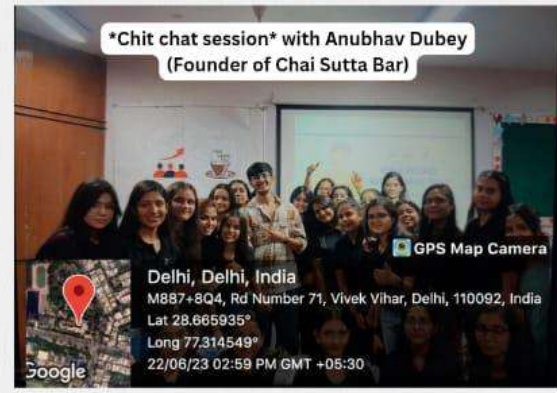 *Chit chat session* with Anubhav Dubey
(Founder of Chai Sutta Bar)
GPS Map Camera
Delhi, Delhi, India
M887+8Q4, Rd Number 71, Vivek Vihar, Delhi, 110092, India
Lat 28.665935°
Long 77.314549°
22/06/23 02:59 PM GMT +05:30
Google